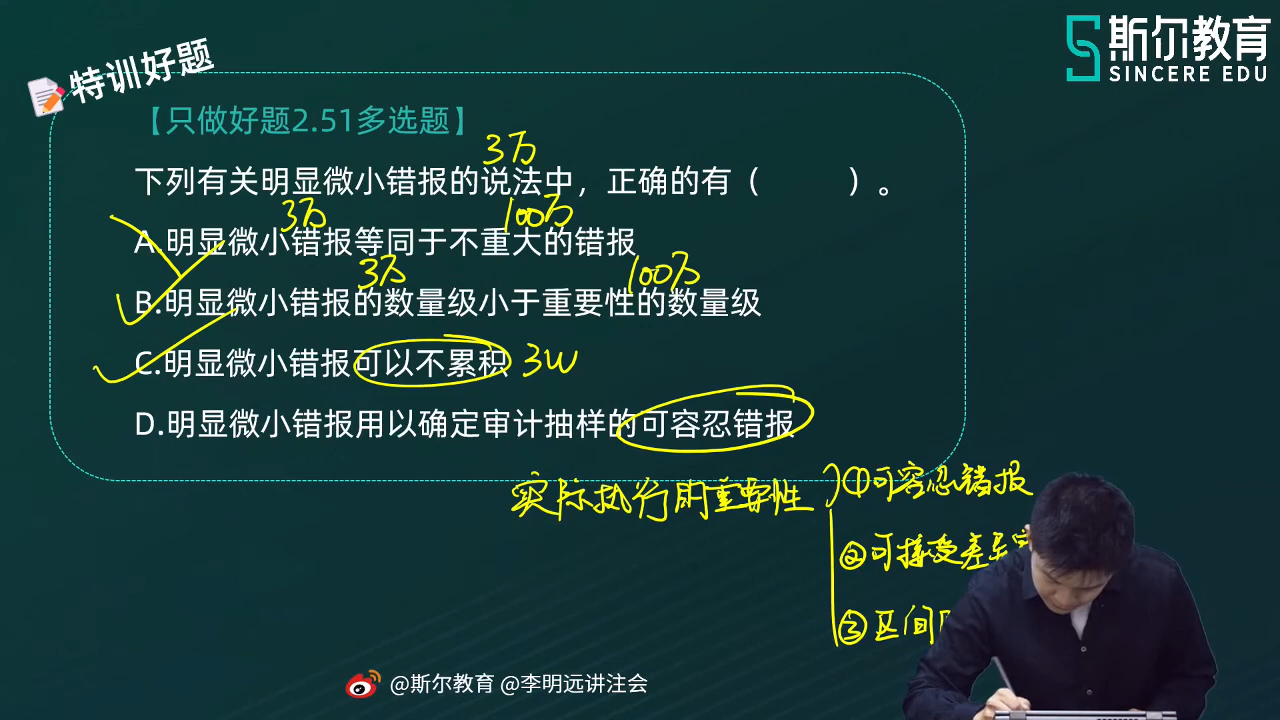 斯尔教育
SINCERE EDU
特训好题
【只做好题2.51多选题】
3万
下列有关明显微小错报的说法中，正确的有（　　）。
3万 100万
A.明显微小错报等同于不重大的错报
3万 100万
B.明显微小错报的数量级小于重要性的数量级
C.明显微小错报可以不累积 3W
D.明显微小错报用以确定审计抽样的可容忍错报
实际执行的重要性
①可容忍错报
②可接受差异
③区间
@斯尔教育 @李明远讲注会